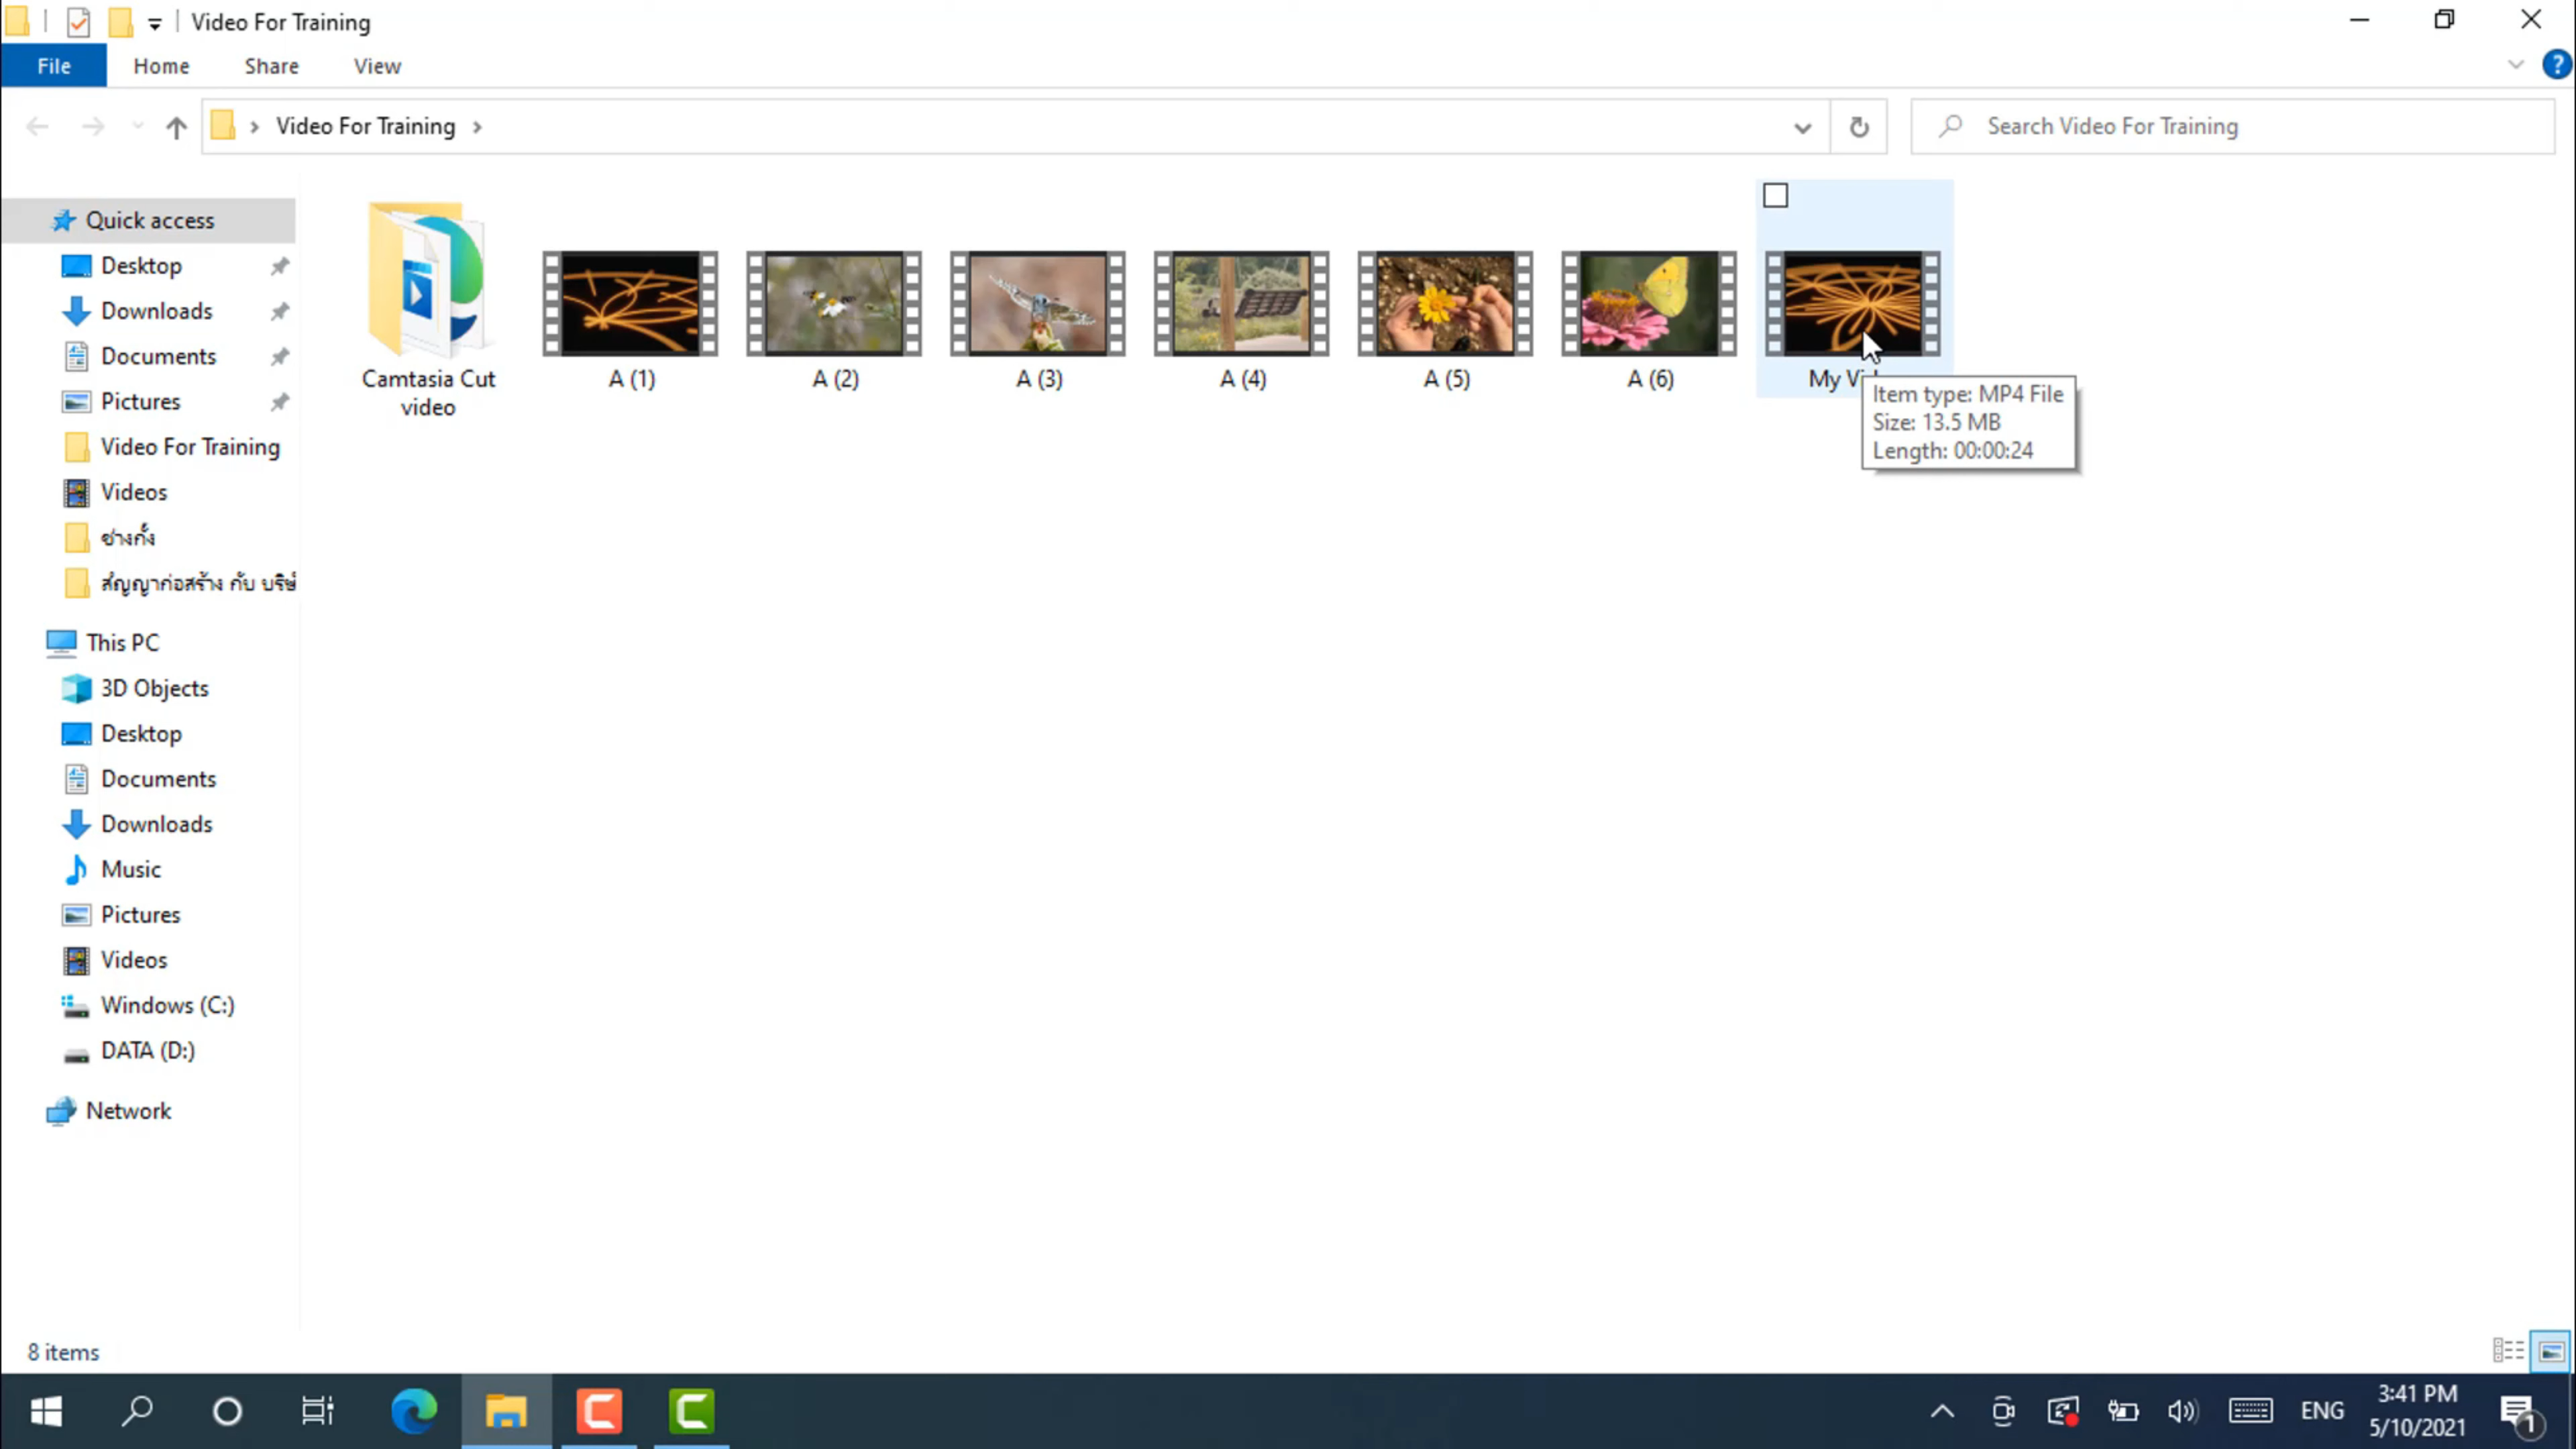 Video For Training
File Home Share View
Video For Training
Search Video For Training
Quick access
Desktop
Downloads
Documents
Pictures
Video For Training
Videos
ช่างกั้ง
สัญญาก่อสร้าง กับ บริษั
This PC
3D Objects
Desktop
Documents
Downloads
Music
Pictures
Videos
Windows (C:)
DATA (D:)
Network
Camtasia Cut
video
A (1)
A (2)
A (3)
A (4)
A (5)
A (6)
My
Item type: MP4 File
Size: 13.5 MB
Length: 00:00:24
8 items
ENG
3:41 PM
5/10/2021
1